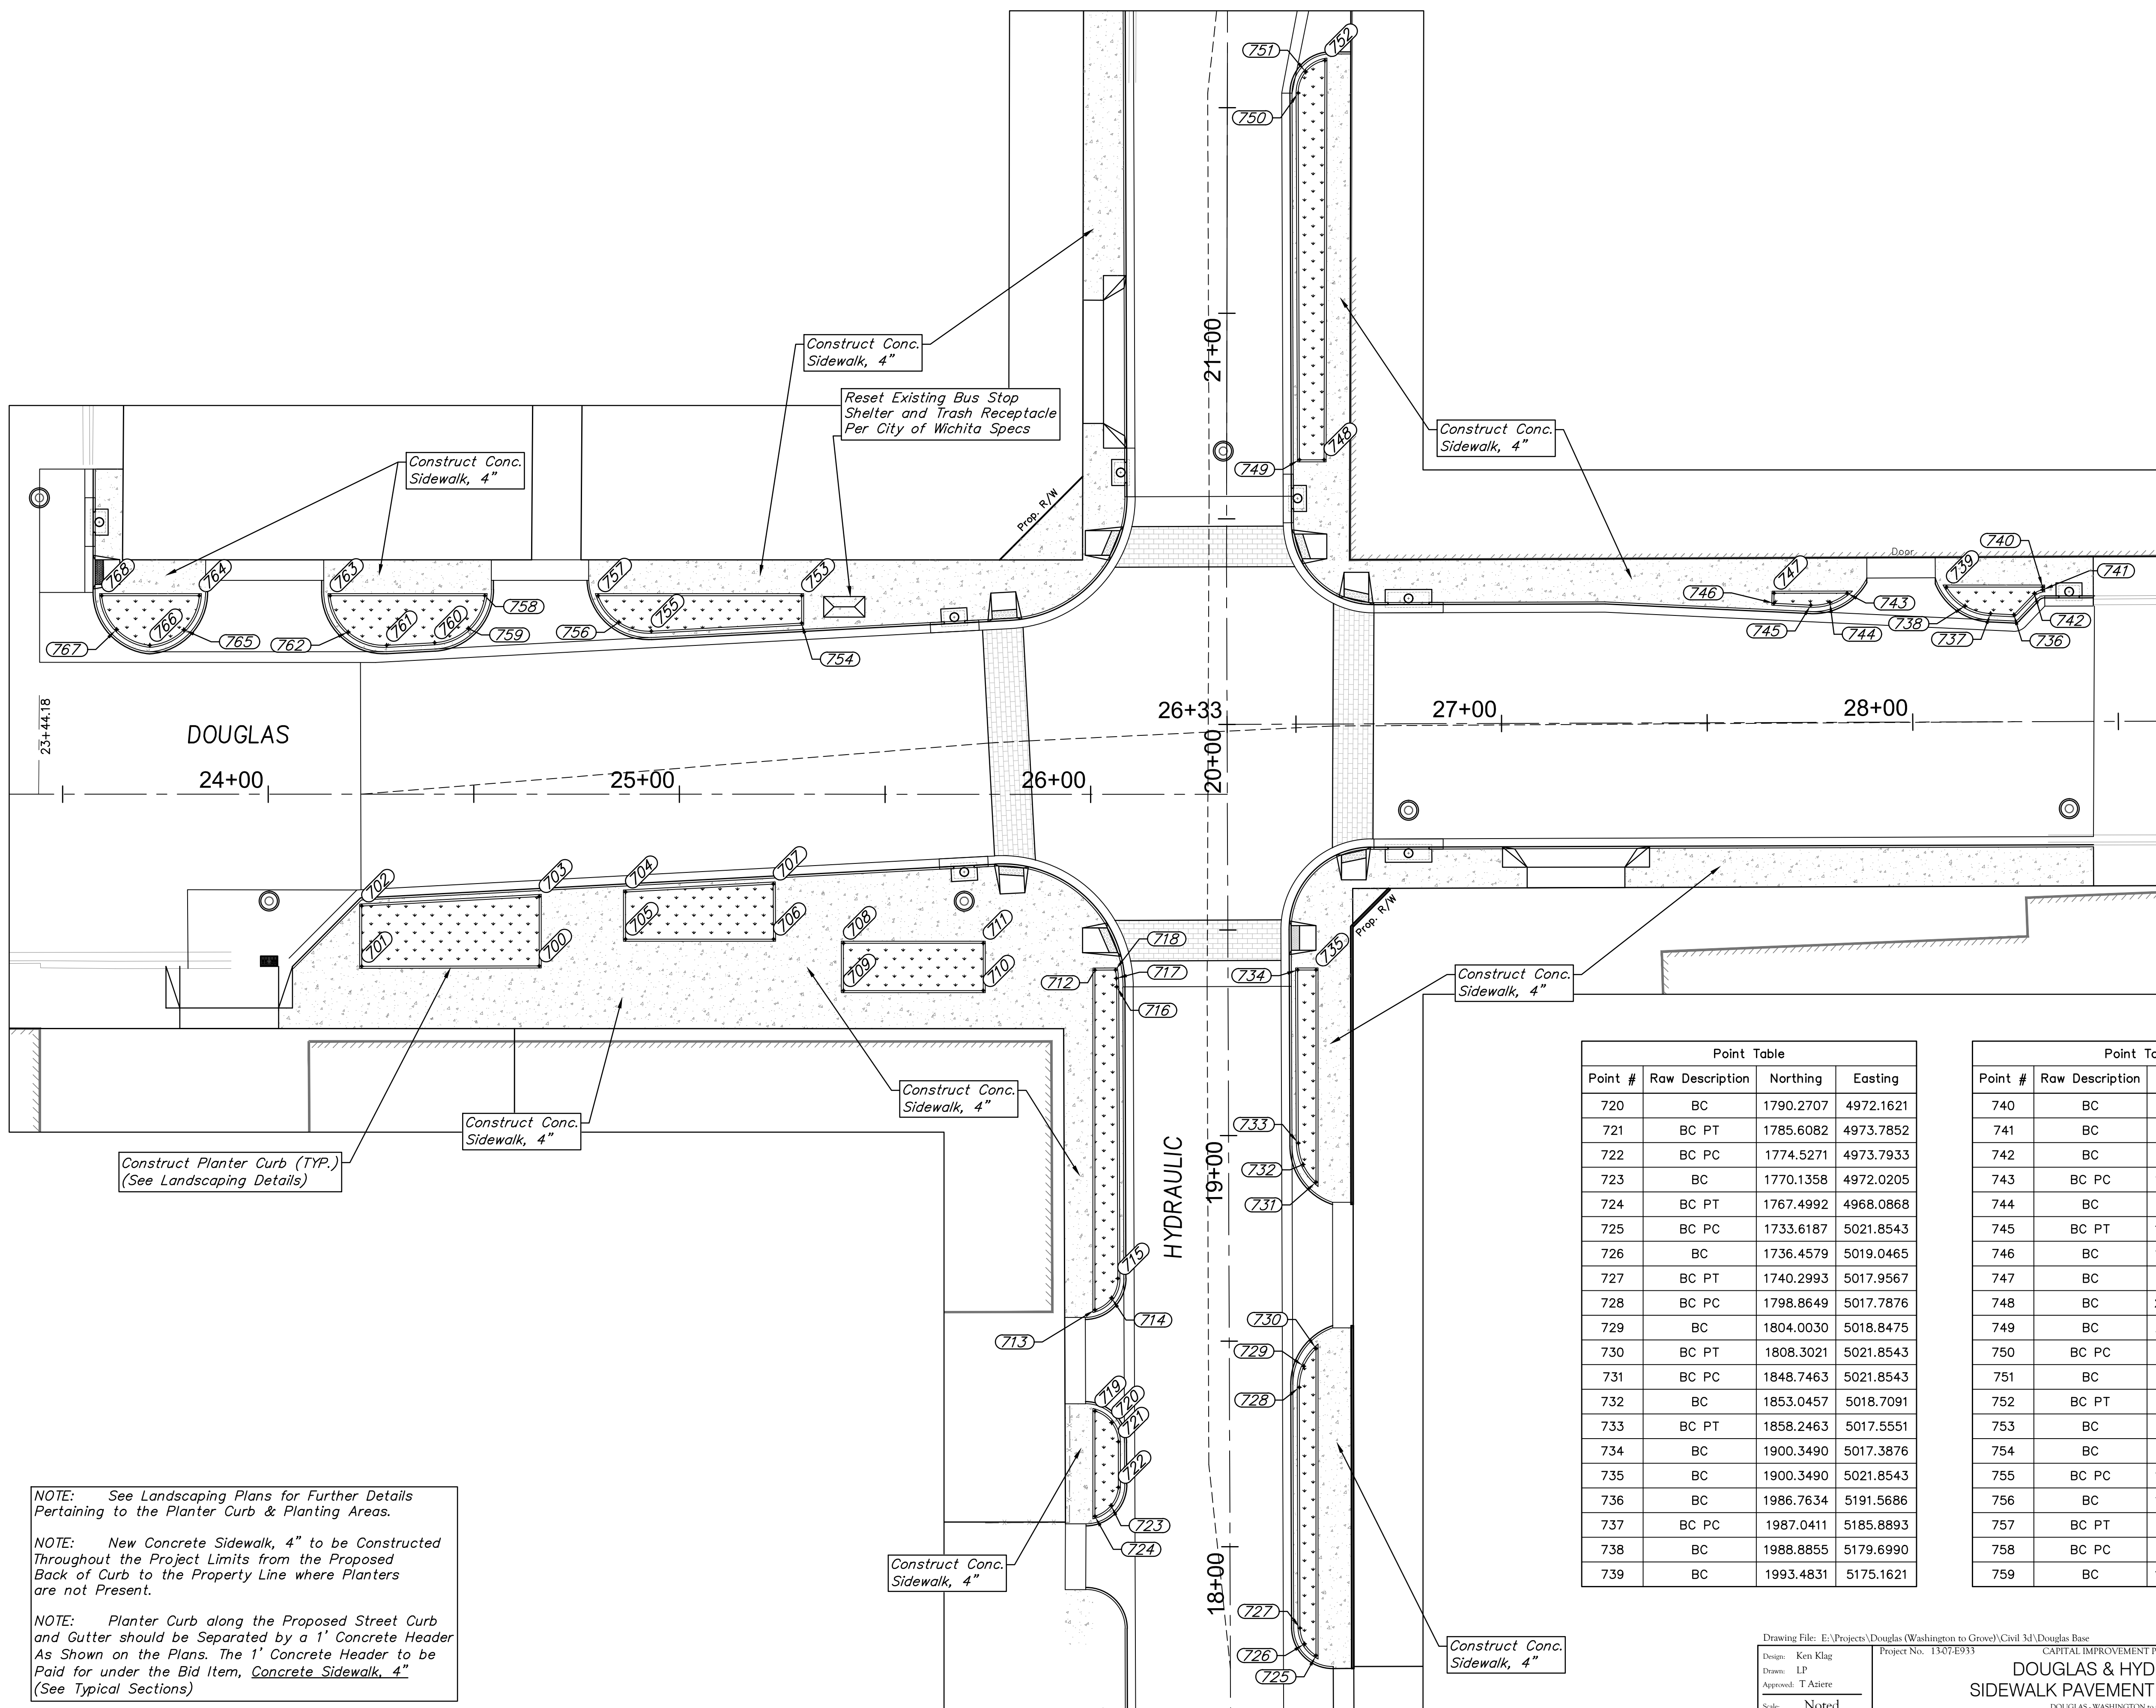 751
752
750
Construct Conc.
Sidewalk, 4"
21+00
Reset Existing Bus Stop
Shelter and Trash Receptacle
Per City of Wichita Specs
748
749
Construct Conc.
Sidewalk, 4"
Construct Conc.
Sidewalk, 4"
Prop. R/W
Door
740
768
764
763
757
753
747
739
741
758
755
746
743
767
766
765
762
761
760
759
756
754
745
744
738
737
742
736
23+44.18
DOUGLAS
24+00
25+00
26+00
26+33
20+00
27+00
28+00
702
703
704
707
701
700
705
706
708
711
709
710
718
712
717
716
734
735
Prop. R/W
Construct Conc.
Sidewalk, 4"
Construct Conc.
Sidewalk, 4"
Construct Conc.
Sidewalk, 4"
Construct Planter Curb (TYP.)
(See Landscaping Details)
HYDRAULIC
19+00
733
732
731
715
714
713
730
729
728
719
720
721
722
723
724
Construct Conc.
Sidewalk, 4"
18+00
727
726
725
Construct Conc.
Sidewalk, 4"
Point Table
Point # Raw Description Northing Easting
720 BC 1790.2707 4972.1621
721 BC PT 1785.6082 4973.7852
722 BC PC 1774.5271 4973.7933
723 BC 1770.1358 4972.0205
724 BC PT 1767.4992 4968.0868
725 BC PC 1733.6187 5021.8543
726 BC 1736.4579 5019.0465
727 BC PT 1740.2993 5017.9567
728 BC PC 1798.8649 5017.7876
729 BC 1804.0030 5018.8475
730 BC PT 1808.3021 5021.8543
731 BC PC 1848.7463 5021.8543
732 BC 1853.0457 5018.7091
733 BC PT 1858.2463 5017.5551
734 BC 1900.3490 5017.3876
735 BC 1900.3490 5021.8543
736 BC 1986.7634 5191.5686
737 BC PC 1987.0411 5185.8893
738 BC 1988.8855 5179.6990
739 BC 1993.4831 5175.1621
Point
Point # Raw Description
740 BC
741 BC
742 BC
743 BC PC
744 BC
745 BC PT
746 BC
747 BC
748 BC
749 BC
750 BC PC
751 BC
752 BC PT
753 BC
754 BC
755 BC PC
756 BC
757 BC PT
758 BC PC
759 BC
NOTE: See Landscaping Plans for Further Details
Pertaining to the Planter Curb & Planting Areas.
NOTE: New Concrete Sidewalk, 4" to be Constructed
Throughout the Project Limits from the Proposed
Back of Curb to the Property Line where Planters
are not Present.
NOTE: Planter Curb along the Proposed Street Curb
and Gutter should be Separated by a 1' Concrete Header
As Shown on the Plans. The 1' Concrete Header to be
Paid for under the Bid Item, Concrete Sidewalk, 4"
(See Typical Sections)
Drawing File: E:\Projects\Douglas (Washington to Grove)\Civil 3d\Douglas Base
Design: Ken Klag
Drawn: LP
Approved: T Aziere
Scale: Noted
Project No. 13-07-E933
CAPITAL IMPROVEMENT P
DOUGLAS & HYD
SIDEWALK PAVEMENT
DOUGLAS - WASHINGTON to